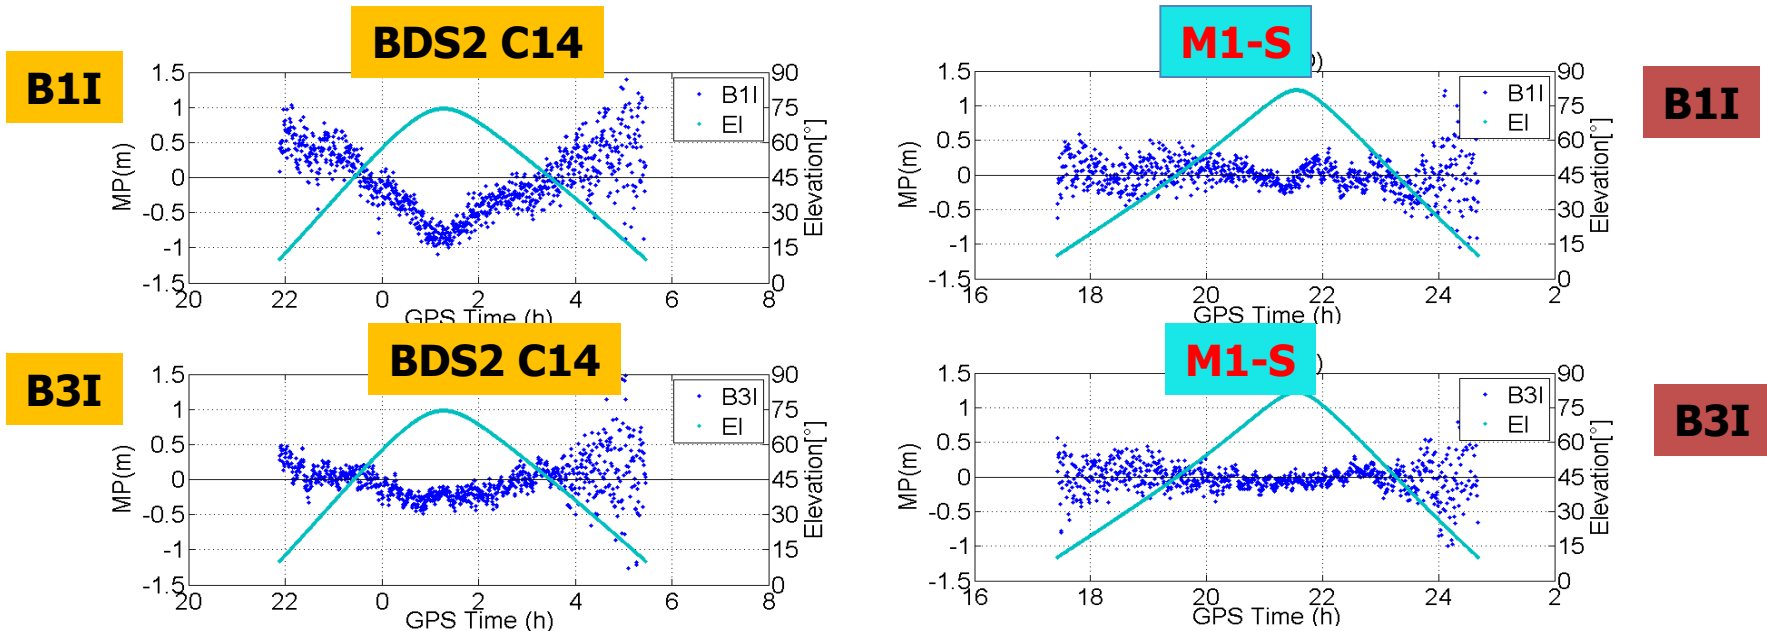 BDS2 C14
B1I
1.5
1
0.5
0
-0.5
-1
-1.5
MP(m)
90
75
60
45
30
15
0
Elevation[°]
B1I
El
20 22 0 2 4 6 8
GPS Time (h)
M1-S
B1I
1.5
1
0.5
0
-0.5
-1
-1.5
MP(m)
90
75
60
45
30
15
0
Elevation[°]
B1I
El
16 18 20 22 24 2
GPS Time (h)
BDS2 C14
B3I
1.5
1
0.5
0
-0.5
-1
-1.5
MP(m)
90
75
60
45
30
15
0
Elevation[°]
B3I
El
20 22 0 2 4 6 8
GPS Time (h)
M1-S
B3I
1.5
1
0.5
0
-0.5
-1
-1.5
MP(m)
90
75
60
45
30
15
0
Elevation[°]
B3I
El
16 18 20 22 24 2
GPS Time (h)